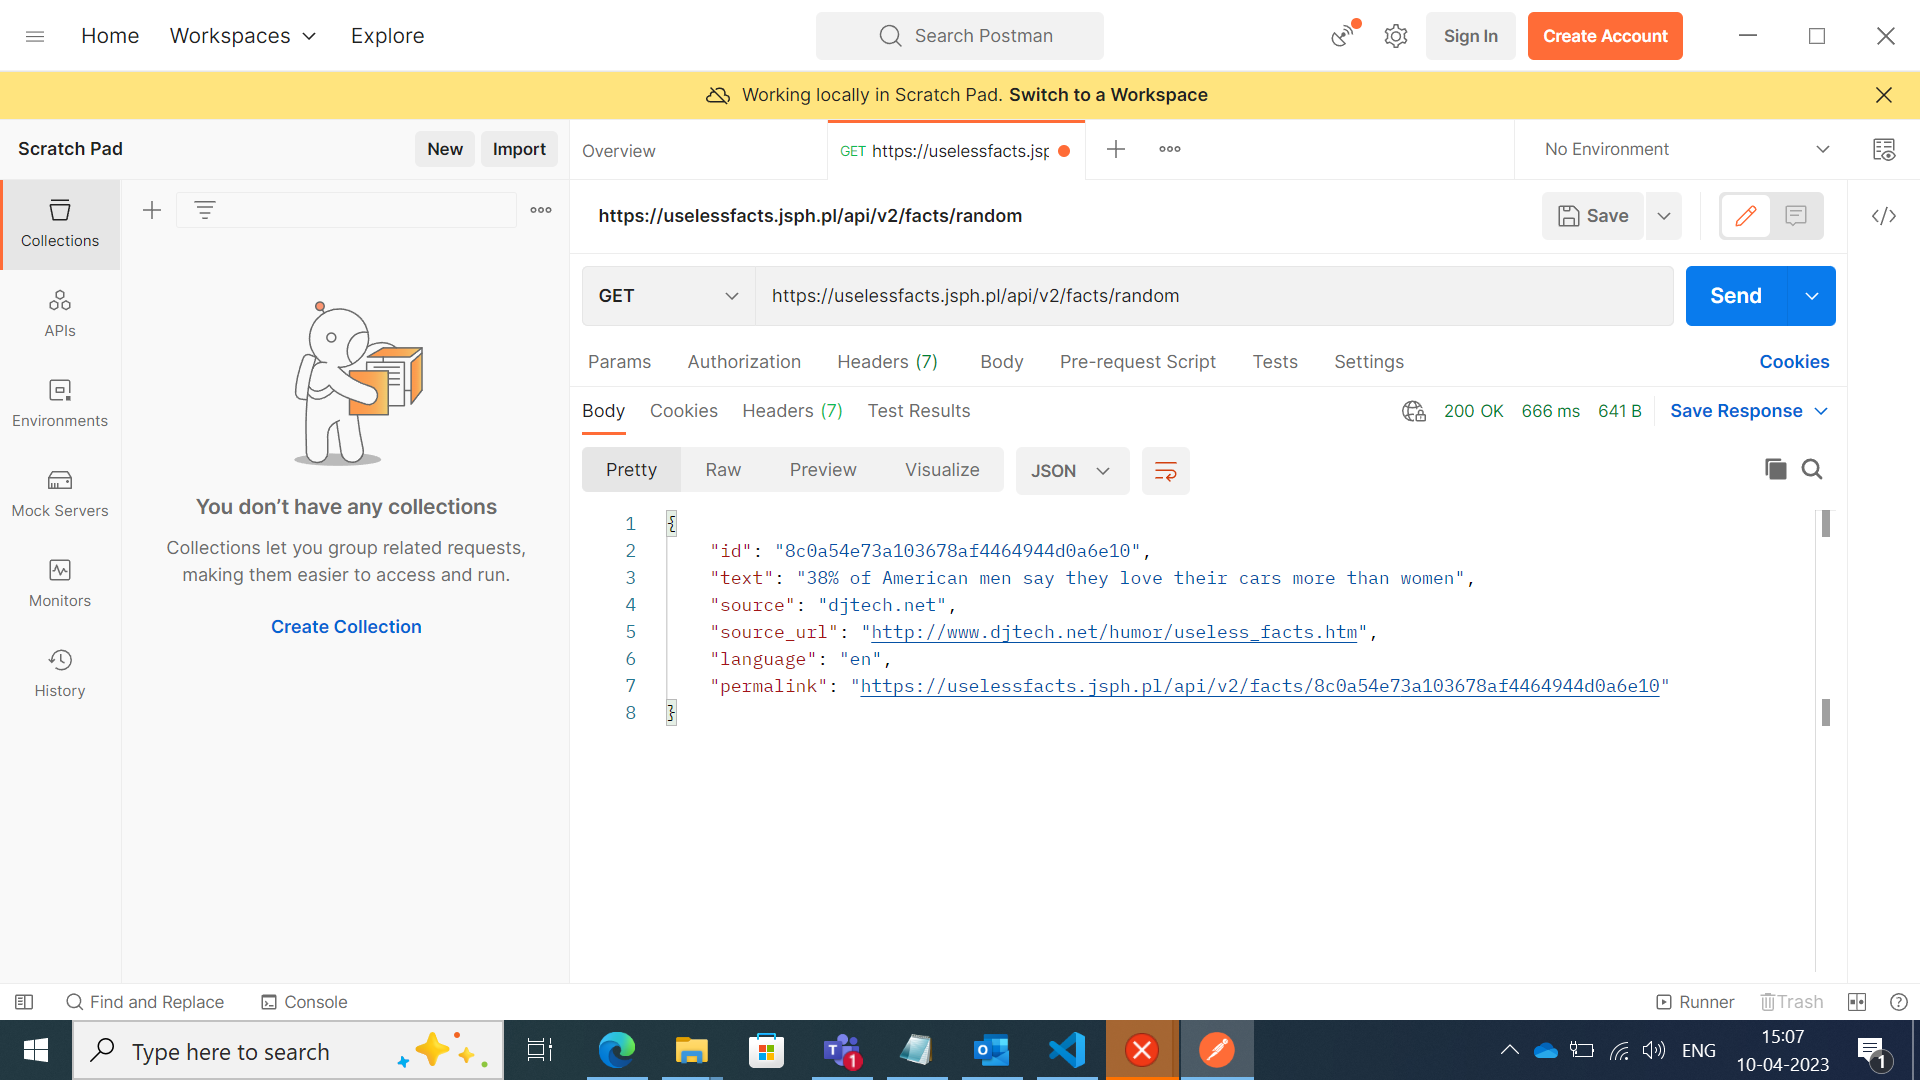 Home Workspaces Explore
Search Postman
Sign In Create Account
Working locally in Scratch Pad. Switch to a Workspace
Scratch Pad New Import
Overview GET https://uselessfacts.jsp
No Environment
Collections
APIs
Environments
Mock Servers
Monitors
History
You don’t have any collections
Collections let you group related requests,
making them easier to access and run.
Create Collection
https://uselessfacts.jsph.pl/api/v2/facts/random
Save
GET https://uselessfacts.jsph.pl/api/v2/facts/random Send
Params Authorization Headers (7) Body Pre-request Script Tests Settings Cookies
Body Cookies Headers (7) Test Results 200 OK 666 ms 641 B Save Response
Pretty Raw Preview Visualize JSON
1 {
2 "id": "8c0a54e73a103678af4464944d0a6e10",
3 "text": "38% of American men say they love their cars more than women",
4 "source": "djtech.net",
5 "source_url": "http://www.djtech.net/humor/useless_facts.htm",
6 "language": "en",
7 "permalink": "https://uselessfacts.jsph.pl/api/v2/facts/8c0a54e73a103678af4464944d0a6e10"
8 }
Find and Replace Console Runner Trash
Type here to search
1
ENG
15:07
10-04-2023
1